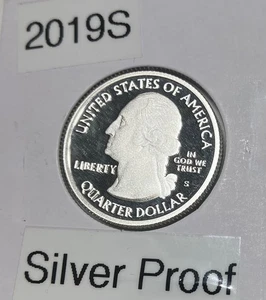 2019S
UNITED STATES OF AMERICA
LIBERTY
IN
GOD WE
TRUST
S
QUARTER DOLLAR
Silver Proof